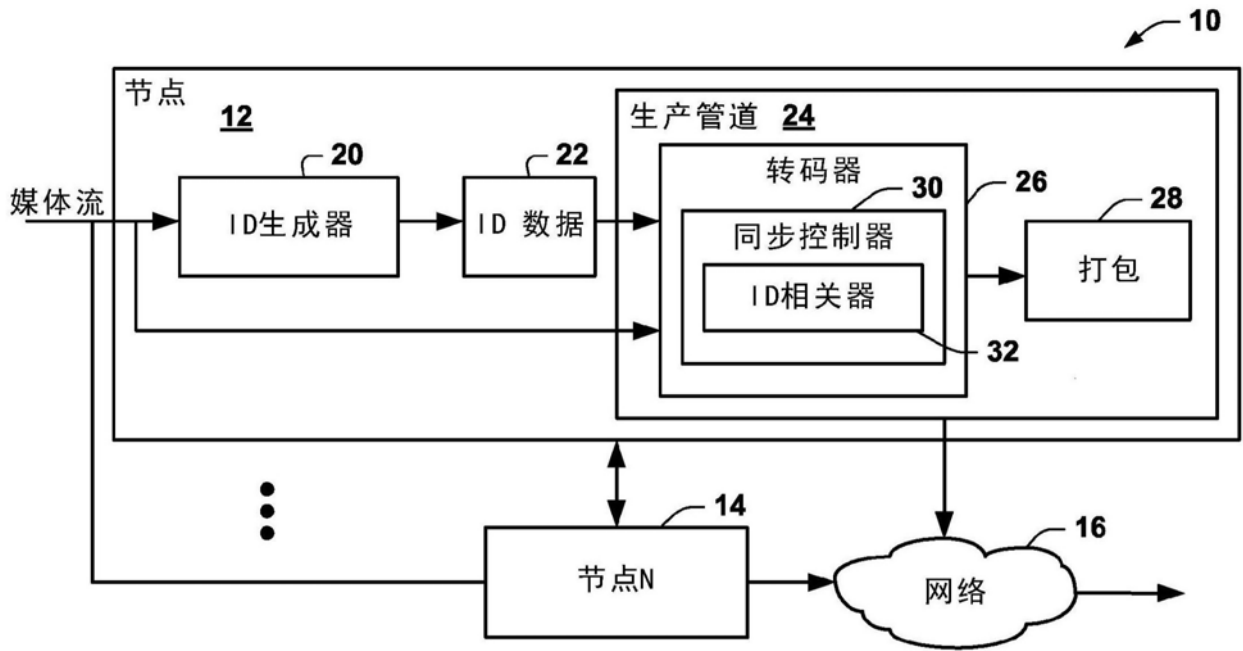 10
节点
12
生产管道 24
20
22
转码器
30
26
28
媒体流
ID生成器
ID 数据
同步控制器
打包
ID相关器
32
14
16
节点N
网络